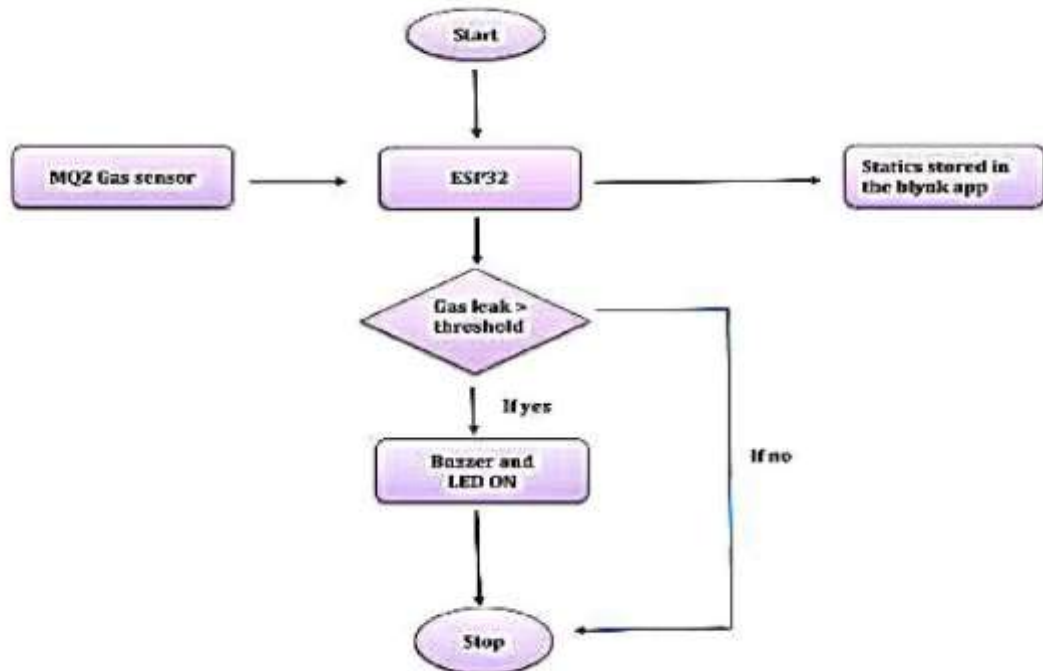 Start
MQ2 Gas sensor
ESP32
Statics stored in
the blynk app
Gas leak >
threshold
If yes
Buzzer and
LED ON
If no
Stop